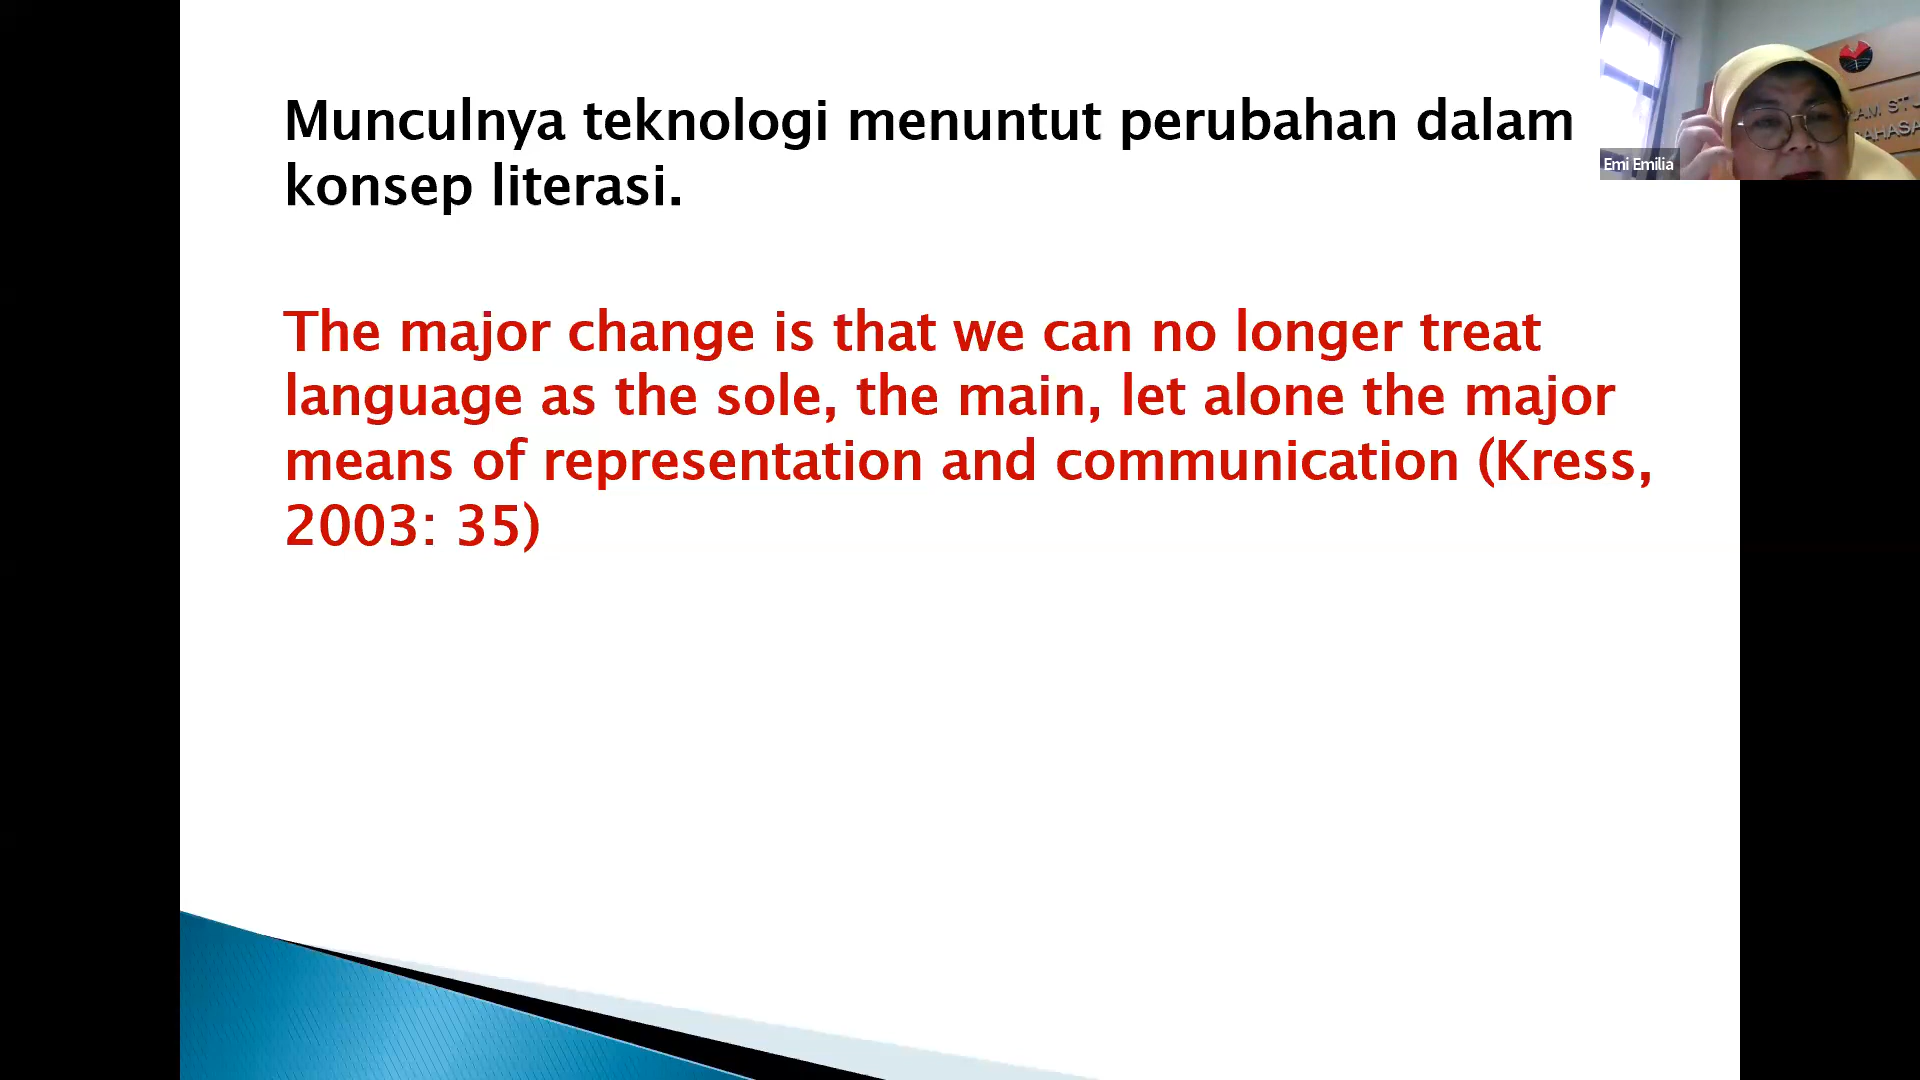 Munculnya teknologi menuntut perubahan dalam
konsep literasi.
The major change is that we can no longer treat
language as the sole, the main, let alone the major
means of representation and communication (Kress,
2003: 35)
Emi Emilia